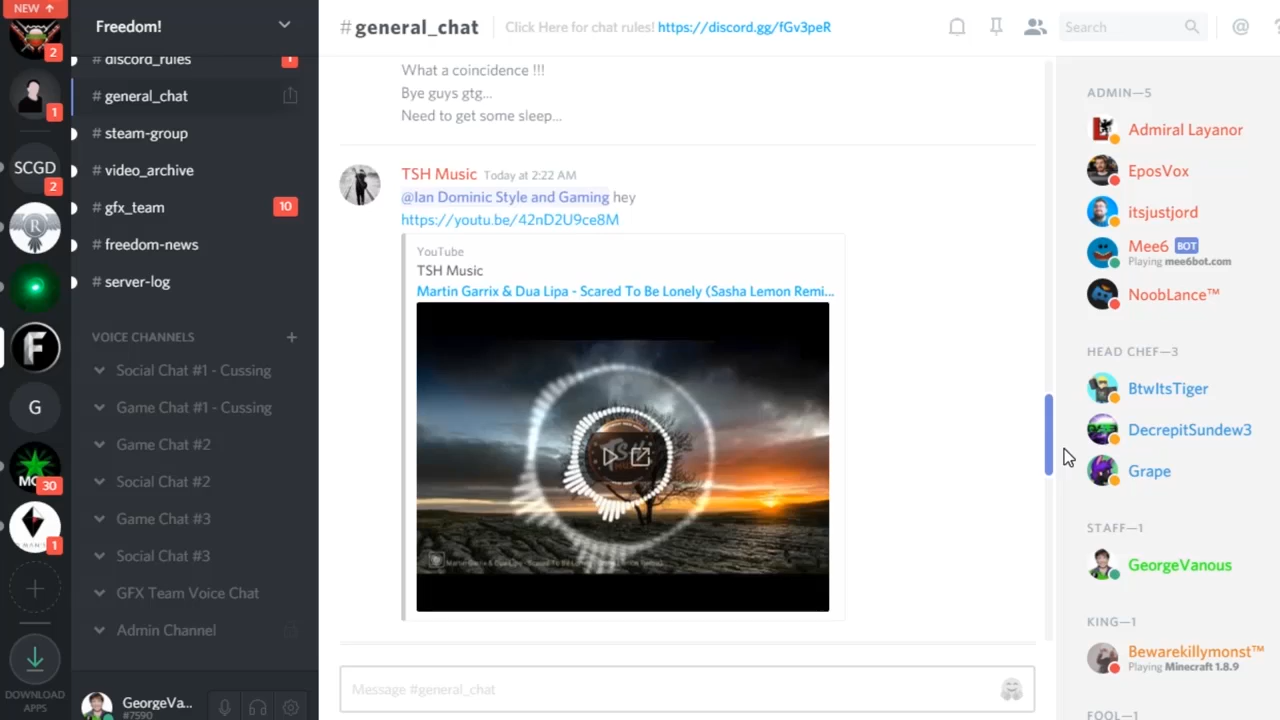 NEW ↑
2
1
SCGD
2
R
F
G
MC
30
1
DOWNLOAD
APPS
Freedom!
# discord_rules
1
# general_chat
# steam-group
# video_archive
# gfx_team
10
# freedom-news
# server-log
VOICE CHANNELS
Social Chat #1 - Cussing
Game Chat #1 - Cussing
Game Chat #2
Social Chat #2
Game Chat #3
Social Chat #3
GFX Team Voice Chat
Admin Channel
GeorgeVa...
#7590
#general_chat
Click Here for chat rules! https://discord.gg/fGv3peR
Search
@
What a coincidence !!!
Bye guys gtg...
Need to get some sleep...
TSH Music Today at 2:22 AM
@Ian Dominic Style and Gaming hey
https://youtu.be/42nD2U9ce8M
YouTube
TSH Music
Martin Garrix & Dua Lipa - Scared To Be Lonely (Sasha Lemon Remi...
Message #general_chat
ADMIN—5
Admiral Layanor
EposVox
itsjustjord
Mee6 BOT
Playing mee6bot.com
NoobLance™
HEAD CHEF—3
BtwItsTiger
DecrepitSundew3
Grape
STAFF—1
GeorgeVanous
KING—1
Bewarekillymonst™
Playing Minecraft 1.8.9
FOOL—1